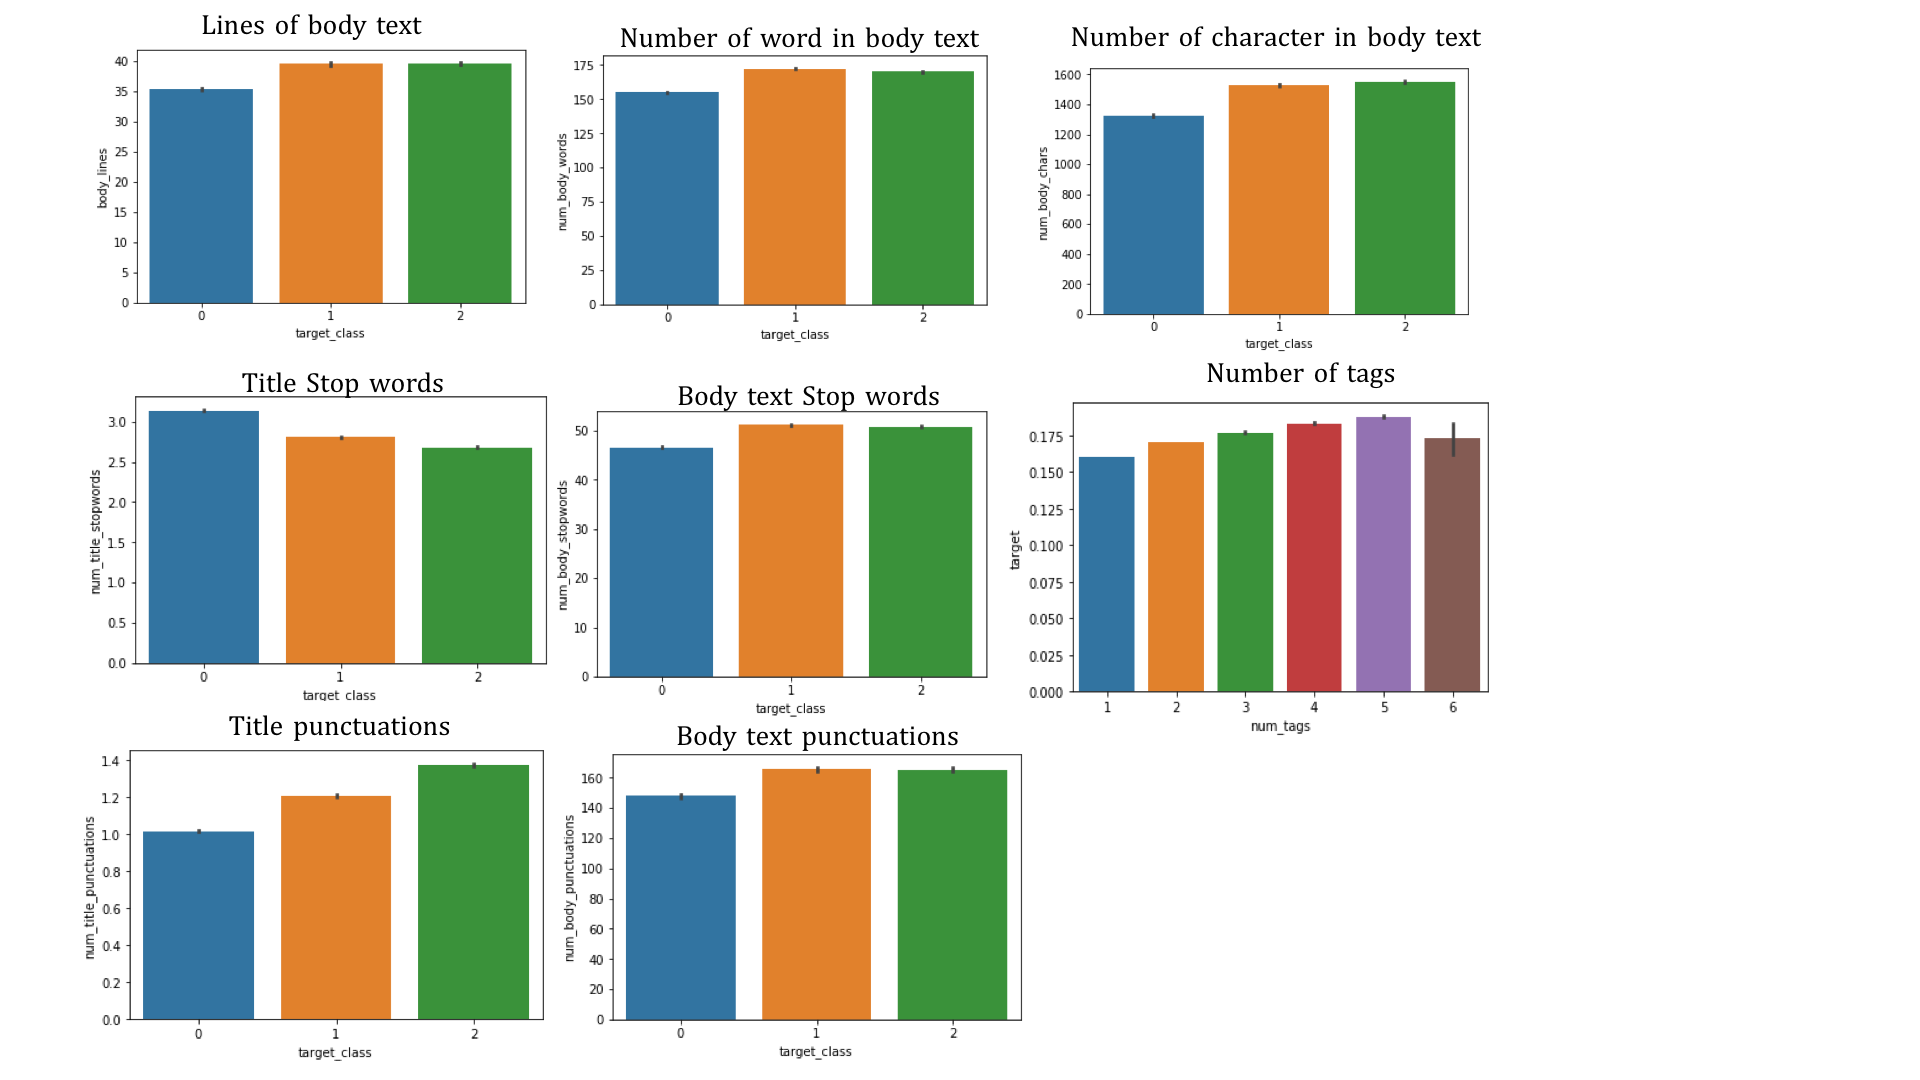 Lines of body text
40
35
30
25
20
15
10
5
0
body_lines
0 1 2
target_class
Number of word in body text
175
150
125
100
75
50
25
0
num_body_words
0 1 2
target_class
Number of character in body text
1600
1400
1200
1000
800
600
400
200
0
num_body_chars
0 1 2
target_class
Title Stop words
3.0
2.5
2.0
1.5
1.0
0.5
0.0
num_title_stopwords
0 1 2
target_class
Body text Stop words
50
40
30
20
10
0
num_body_stopwords
0 1 2
target_class
Number of tags
0.175
0.150
0.125
0.100
0.075
0.050
0.025
0.000
target
1 2 3 4 5 6
num_tags
Title punctuations
1.4
1.2
1.0
0.8
0.6
0.4
0.2
0.0
num_title_punctuations
0 1 2
target_class
Body text punctuations
160
140
120
100
80
60
40
20
0
num_body_punctuations
0 1 2
target_class